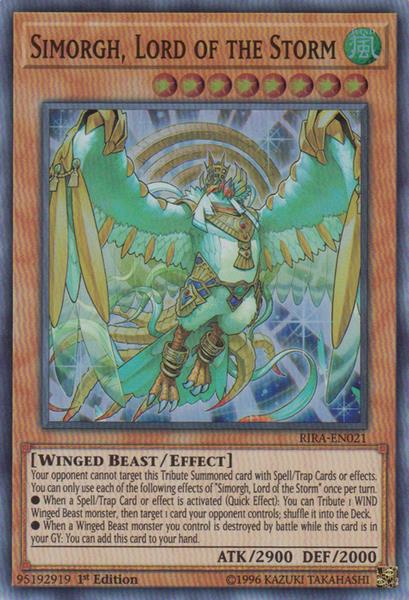 SIMORGH, LORD OF THE STORM 風
RIRA-EN021
[WINGED BEAST/EFFECT]
Your opponent cannot target this Tribute Summoned card with Spell/Trap Cards or effects.
You can only use each of the following effects of "Simorgh, Lord of the Storm" once per turn.
● When a Spell/Trap Card or effect is activated (Quick Effect): You can Tribute 1 WIND
Winged Beast monster, then target 1 card your opponent controls; shuffle it into the Deck.
● When a Winged Beast monster you control is destroyed by battle while this card is
in your GY: You can add this card to your hand.
ATK/2900 DEF/2000
95192919 1st Edition ©1996 KAZUKI TAKAHASHI